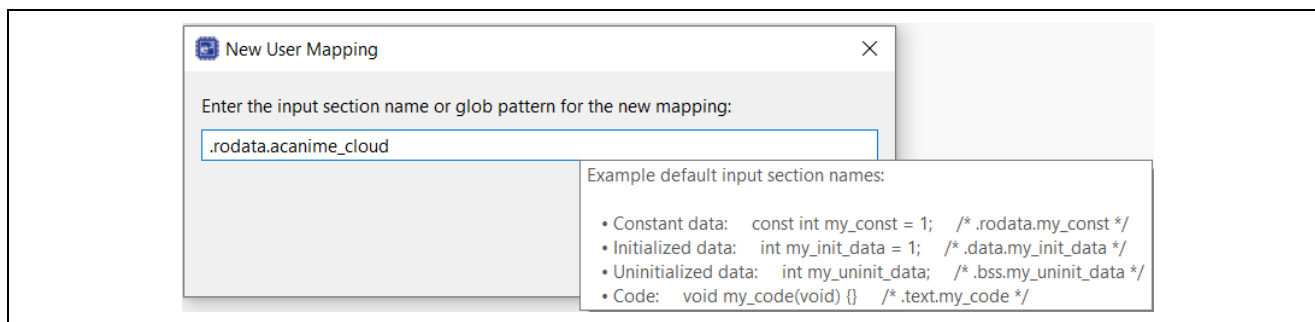 New User Mapping
Enter the input section name or glob pattern for the new mapping:
.rodata.acanime_cloud
Example default input section names:
• Constant data: const int my_const = 1; /* .rodata.my_const */
• Initialized data: int my_init_data = 1; /* .data.my_init_data */
• Uninitialized data: int my_uninit_data; /* .bss.my_uninit_data */
• Code: void my_code(void) {} /* .text.my_code */